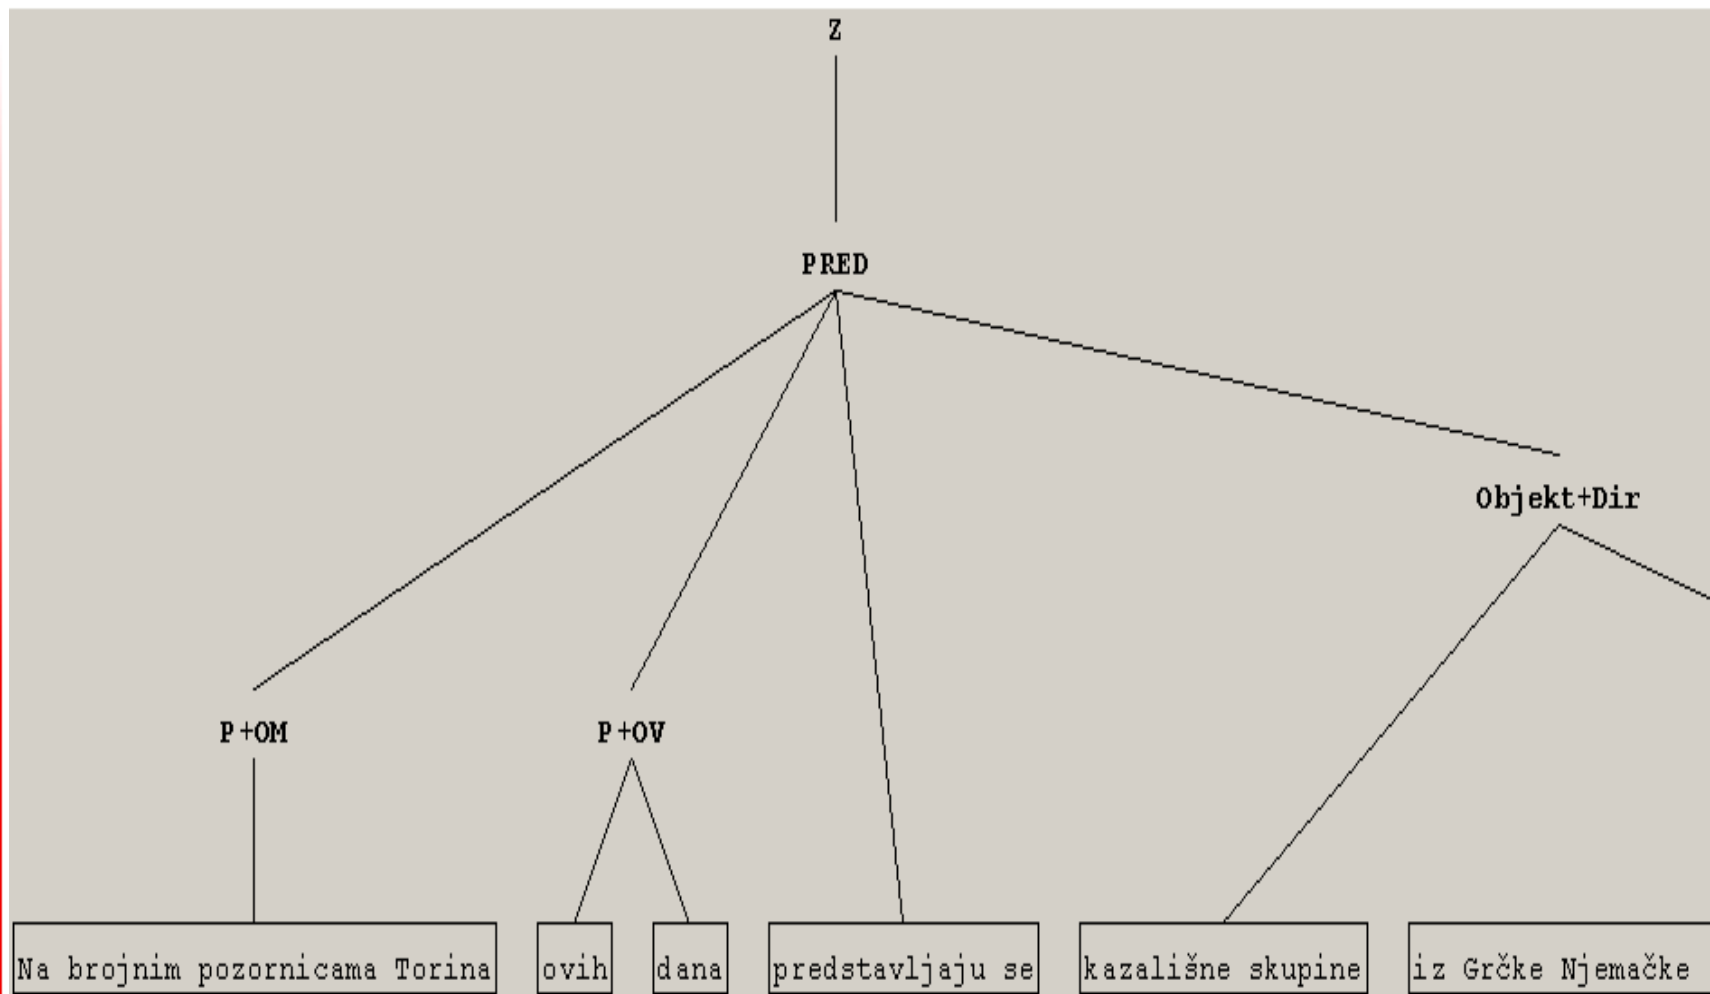 Z
PRED
Objekt+Dir
P+OM P+OV
Na brojnim pozornicama Torina ovih dana predstavljaju se kazališne skupine iz Grčke Njemačke